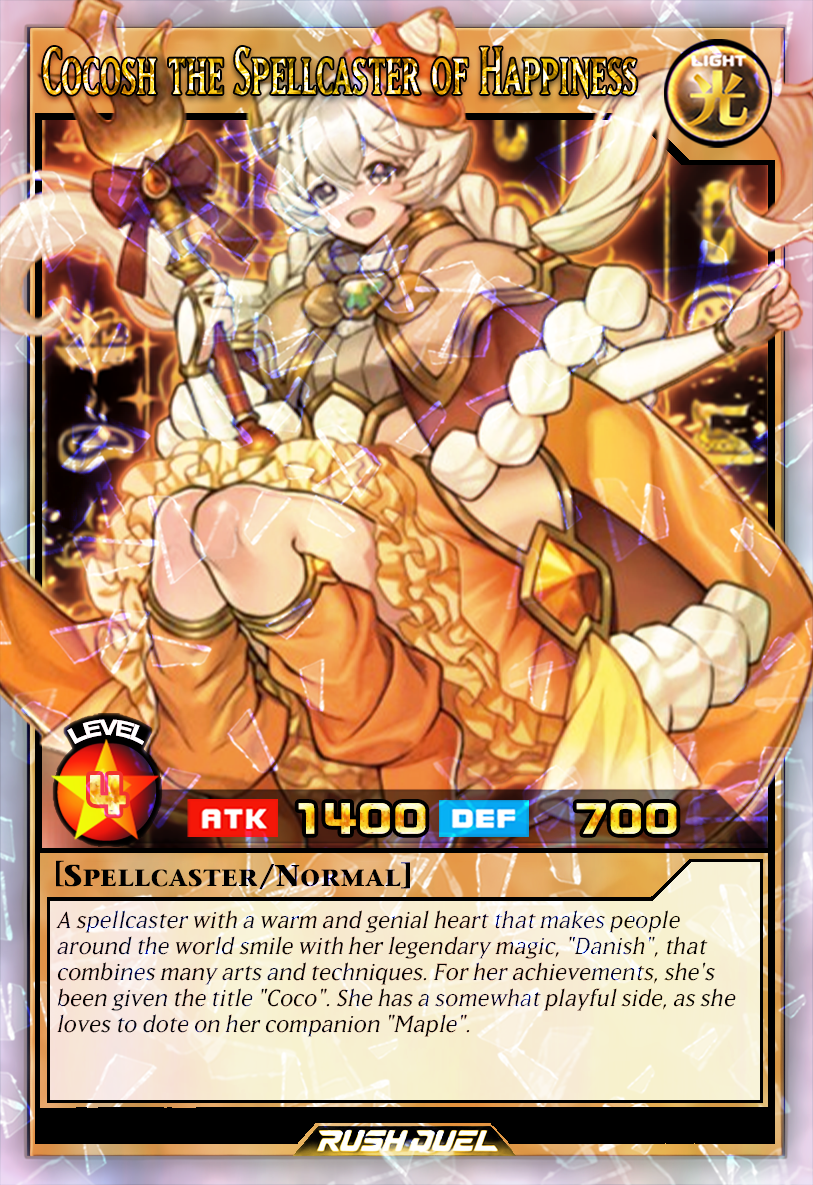 Cocosh the Spellcaster of Happiness
LIGHT
光
LEVEL
4
ATK 1400 DEF 700
[Spellcaster/Normal]
A spellcaster with a warm and genial heart that makes people
around the world smile with her legendary magic, "Danish", that
combines many arts and techniques. For her achievements, she's
been given the title "Coco". She has a somewhat playful side, as she
loves to dote on her companion "Maple".
RUSH DUEL